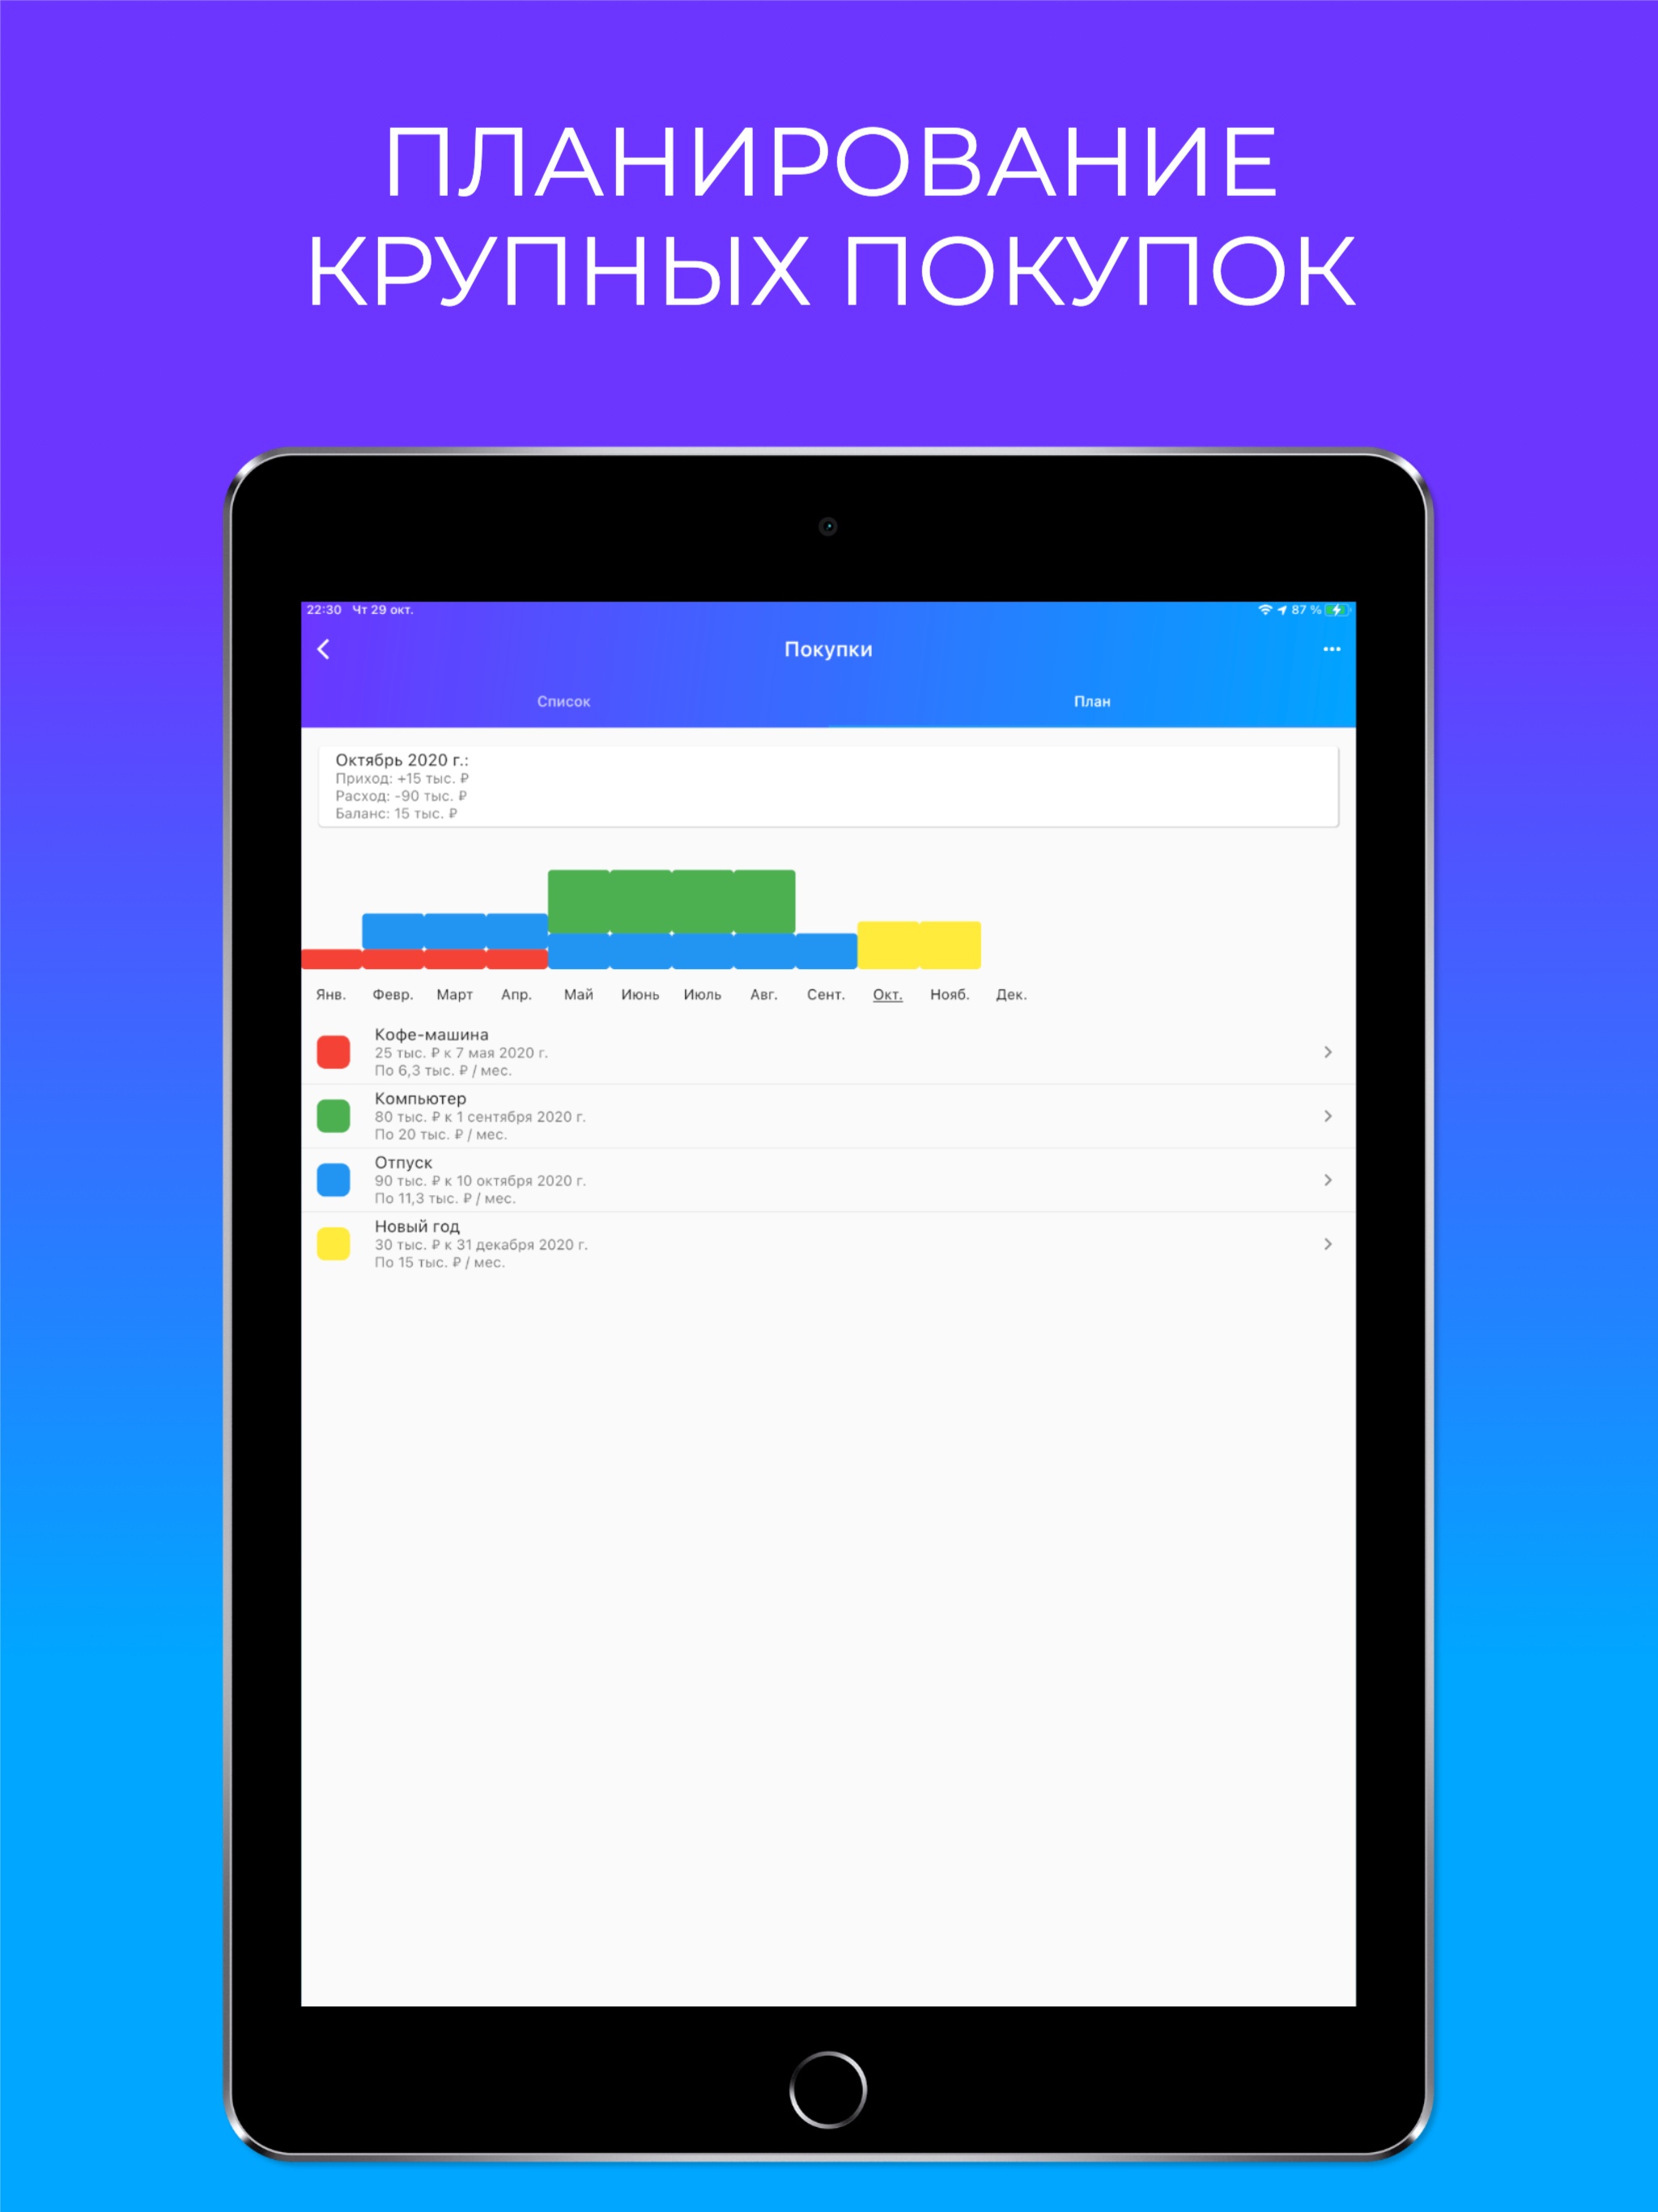 ПЛАНИРОВАНИЕ
КРУПНЫХ ПОКУПОК
22:30 Чт 29 окт. 87 %
Покупки
Список План
Октябрь 2020 г.:
Приход: +15 тыс. ₽
Расход: -90 тыс. ₽
Баланс: 15 тыс. ₽
Янв. Февр. Март Апр. Май Июнь Июль Авг. Сент. Окт. Нояб. Дек.
Кофе-машина
25 тыс. ₽ к 7 мая 2020 г.
По 6,3 тыс. ₽ / мес.
Компьютер
80 тыс. ₽ к 1 сентября 2020 г.
По 20 тыс. ₽ / мес.
Отпуск
90 тыс. ₽ к 10 октября 2020 г.
По 11,3 тыс. ₽ / мес.
Новый год
30 тыс. ₽ к 31 декабря 2020 г.
По 15 тыс. ₽ / мес.